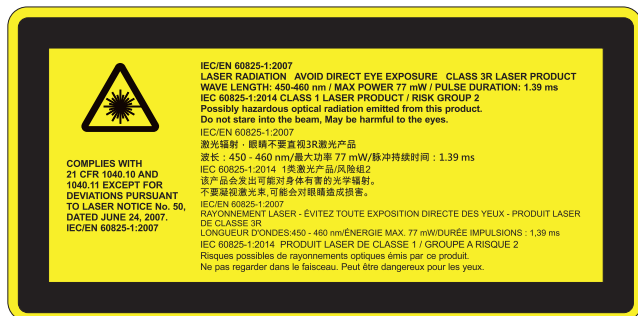 COMPLIES WITH
21 CFR 1040.10 AND
1040.11 EXCEPT FOR
DEVIATIONS PURSUANT
TO LASER NOTICE No. 50,
DATED JUNE 24, 2007.
IEC/EN 60825-1:2007
IEC/EN 60825-1:2007
LASER RADIATION AVOID DIRECT EYE EXPOSURE CLASS 3R LASER PRODUCT
WAVE LENGTH: 450-460 nm / MAX POWER 77 mW / PULSE DURATION: 1.39 ms
IEC 60825-1:2014 CLASS 1 LASER PRODUCT / RISK GROUP 2
Possibly hazardous optical radiation emitted from this product.
Do not stare into the beam, May be harmful to the eyes.
IEC/EN 60825-1:2007
激光辐射，眼睛不要直视3R激光产品
波长：450 - 460 nm/最大功率 77 mW/脉冲持续时间：1.39 ms
IEC 60825-1:2014 1类激光产品/风险组2
该产品会发出可能对身体有害的光学辐射。
不要凝视激光束,可能会对眼睛造成损害。
IEC/EN 60825-1:2007
RAYONNEMENT LASER - ÉVITEZ TOUTE EXPOSITION DIRECTE DES YEUX - PRODUIT LASER
DE CLASSE 3R
LONGUEUR D'ONDES:450 - 460 nm/ÉNERGIE MAX. 77 mW/DURÉE IMPULSIONS : 1,39 ms
IEC 60825-1:2014 PRODUIT LASER DE CLASSE 1 / GROUPE A RISQUE 2
Risques possibles de rayonnements optiques émis par ce produit.
Ne pas regarder dans le faisceau. Peut être dangereux pour les yeux.